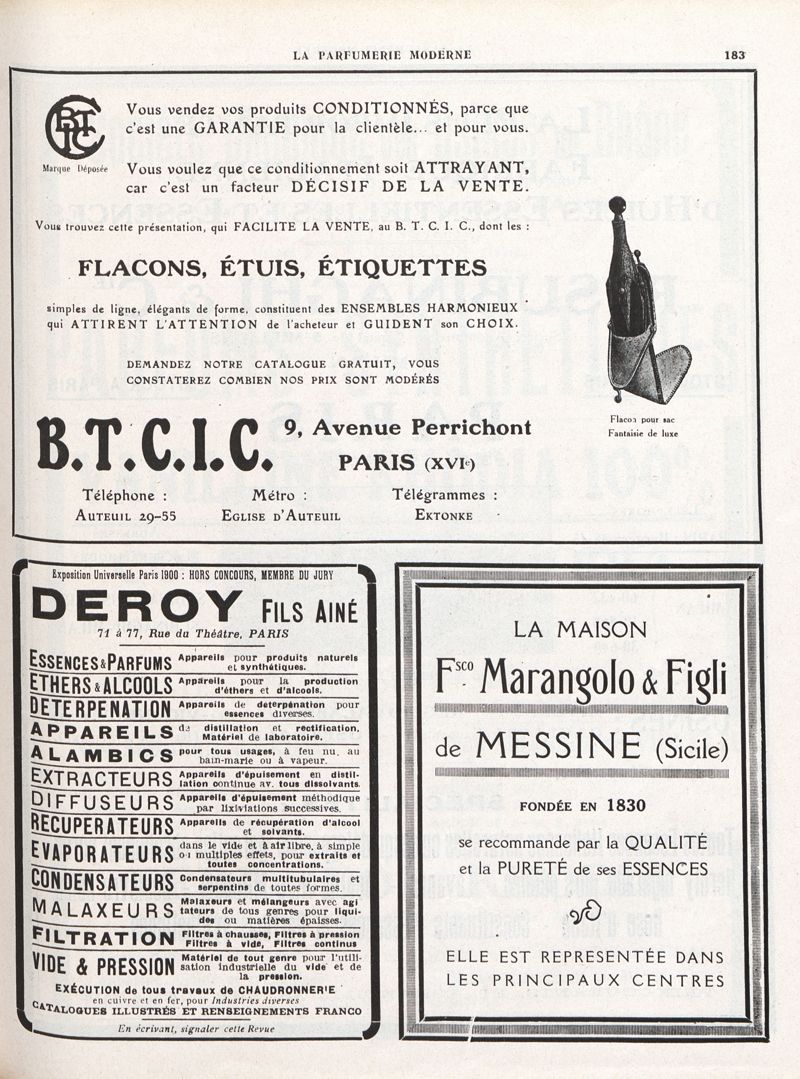 LA PARFUMERIE MODERNE
183
BTCIC
Marque Déposée
Vous vendez vos produits CONDITIONNÉS, parce que
c'est une GARANTIE pour la clientèle... et pour vous.
Vous voulez que ce conditionnement soit ATTRAYANT,
car c'est un facteur DÉCISIF DE LA VENTE.
Vous trouvez cette présentation, qui FACILITE LA VENTE, au B. T. C. I. C., dont les :
FLACONS, ÉTUIS, ÉTIQUETTES
simples de ligne, élégants de forme, constituent des ENSEMBLES HARMONIEUX
qui ATTIRENT L'ATTENTION de l'acheteur et GUIDENT son CHOIX.
DEMANDEZ NOTRE CATALOGUE GRATUIT, VOUS
CONSTATEREZ COMBIEN NOS PRIX SONT MODÉRÉS
Flacon pour sac
Fantaisie de luxe
B.T.C.I.C. 9, Avenue Perrichont
PARIS (XVIe)
Téléphone : Métro : Télégrammes :
AUTEUIL 29-55 EGLISE D'AUTEUIL EKTONKE
Exposition Universelle Paris 1900 : HORS CONCOURS, MEMBRE DU JURY
DEROY FILS AINÉ
71 à 77, Rue du Théâtre, PARIS
ESSENCES & PARFUMS Appareils pour produits naturels
et synthétiques.
ETHERS & ALCOOLS Appareils pour la production
d'éthers et d'alcools.
DETERPENATION Appareils de deterpénation pour
essences diverses.
APPAREILS de distillation et rectification.
Matériel de laboratoire.
ALAMBICS pour tous usages, à feu nu, au
bain-marie ou à vapeur.
EXTRACTEURS Appareils d'épuisement en distil-
lation continue av. tous dissolvants.
DIFFUSEURS Appareils d'épuisement méthodique
par lixiviations successives.
RECUPERATEURS Appareils de récupération d'alcool
et solvants.
EVAPORATEURS dans le vide et à air libre, à simple
ou multiples effets, pour extraits et
toutes concentrations.
CONDENSATEURS Condensateurs multitubulaires et
serpentins de toutes formes.
MALAXEURS Malaxeurs et mélangeurs avec agi
tateurs de tous genres pour liqui-
des ou matières épaisses.
FILTRATION Filtres à chausses, Filtres à pression
Filtres à vide, Filtres continus
VIDE & PRESSION Matériel de tout genre pour l'utili-
sation industrielle du vide et de
la pression.
EXÉCUTION de tous travaux de CHAUDRONNERIE
en cuivre et en fer, pour Industries diverses
CATALOGUES ILLUSTRÉS ET RENSEIGNEMENTS FRANCO
En écrivant, signaler cette Revue
LA MAISON
Fsco Marangolo & Figli
de MESSINE (Sicile)
FONDÉE EN 1830
se recommande par la QUALITÉ
et la PURETÉ de ses ESSENCES
ELLE EST REPRESENTÉE DANS
LES PRINCIPAUX CENTRES